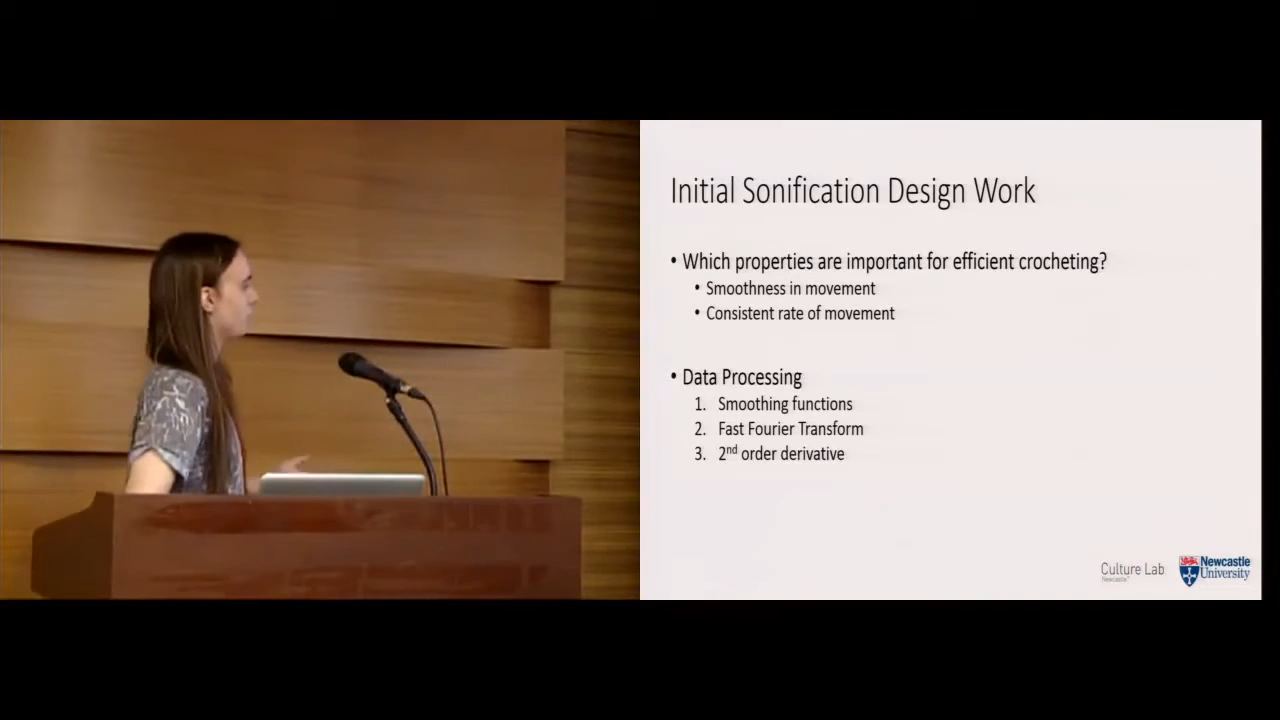 Initial Sonification Design Work
• Which properties are important for efficient crocheting?
• Smoothness in movement
• Consistent rate of movement
• Data Processing
1. Smoothing functions
2. Fast Fourier Transform
3. 2nd order derivative
Culture Lab
Newcastle
Newcastle
University